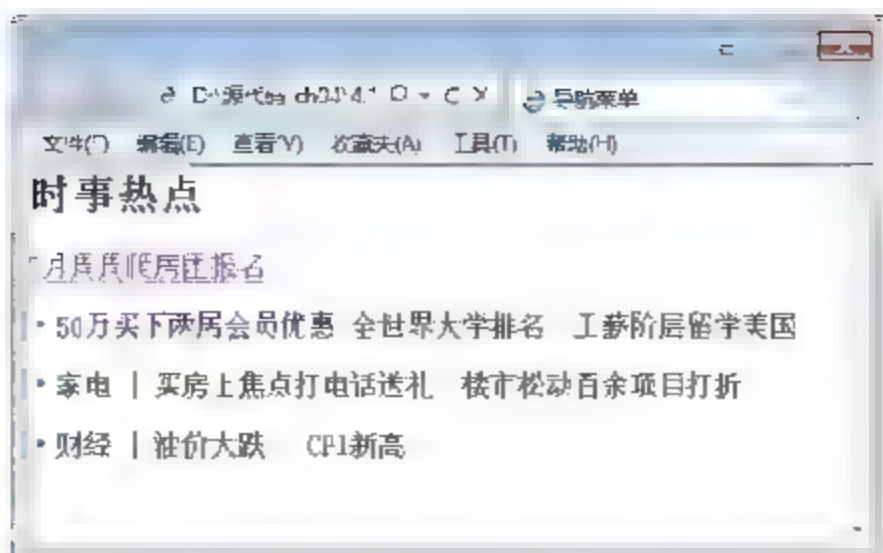 导航菜单
文件 编辑(E) 查看(V) 收藏夹(A) 工具(T) 帮助(H)
时事热点
房团报名
• 50万买下两居会员优惠 全世界大学排名 工薪阶层留学美国
• 家电 | 买房上焦点打电话送礼 楼市松动百余项目打折
• 财经 | 油价大跌 CPI新高